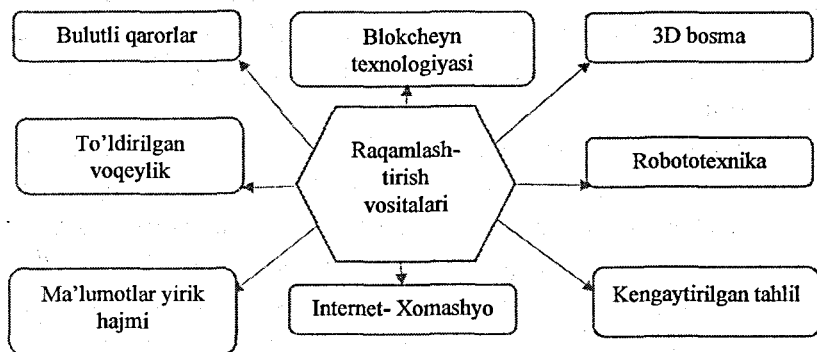 Bulutli qarorlar
Blokcheyn
texnologiyasi
3D bosma
To’ldirilgan
voqeylik
Raqamlash-
tirish
vositalari
Robototexnika
Ma’lumotlar yirik
hajmi
Internet- Xomashyo
Kengaytirilgan tahlil